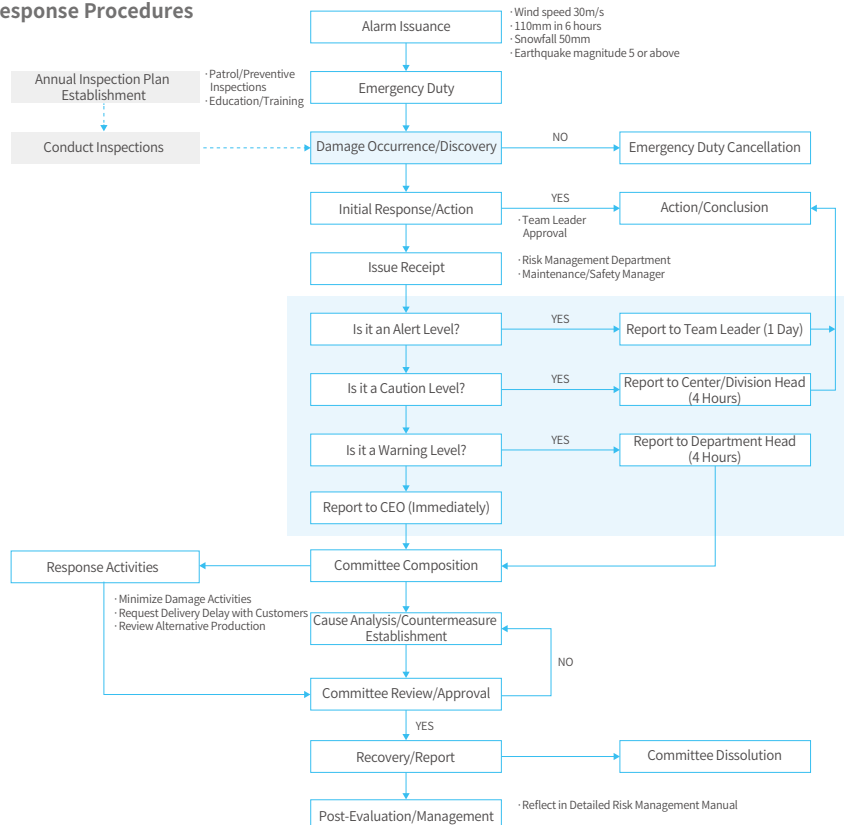 esponse Procedures
Alarm Issuance
· Wind speed 30m/s
· 110mm in 6 hours
· Snowfall 50mm
· Earthquake magnitude 5 or above
Annual Inspection Plan
Establishment
· Patrol/Preventive
Inspections
· Education/Training
Emergency Duty
Conduct Inspections
Damage Occurrence/Discovery
NO
Emergency Duty Cancellation
Initial Response/Action
YES
· Team Leader
Approval
Action/Conclusion
Issue Receipt
· Risk Management Department
· Maintenance/Safety Manager
Is it an Alert Level?
YES
Report to Team Leader (1 Day)
Is it a Caution Level?
YES
Report to Center/Division Head
(4 Hours)
Is it a Warning Level?
YES
Report to Department Head
(4 Hours)
Report to CEO (Immediately)
Response Activities
Committee Composition
· Minimize Damage Activities
· Request Delivery Delay with Customers
· Review Alternative Production
Cause Analysis/Countermeasure
Establishment
NO
Committee Review/Approval
YES
Recovery/Report
Committee Dissolution
Post-Evaluation/Management
· Reflect in Detailed Risk Management Manual